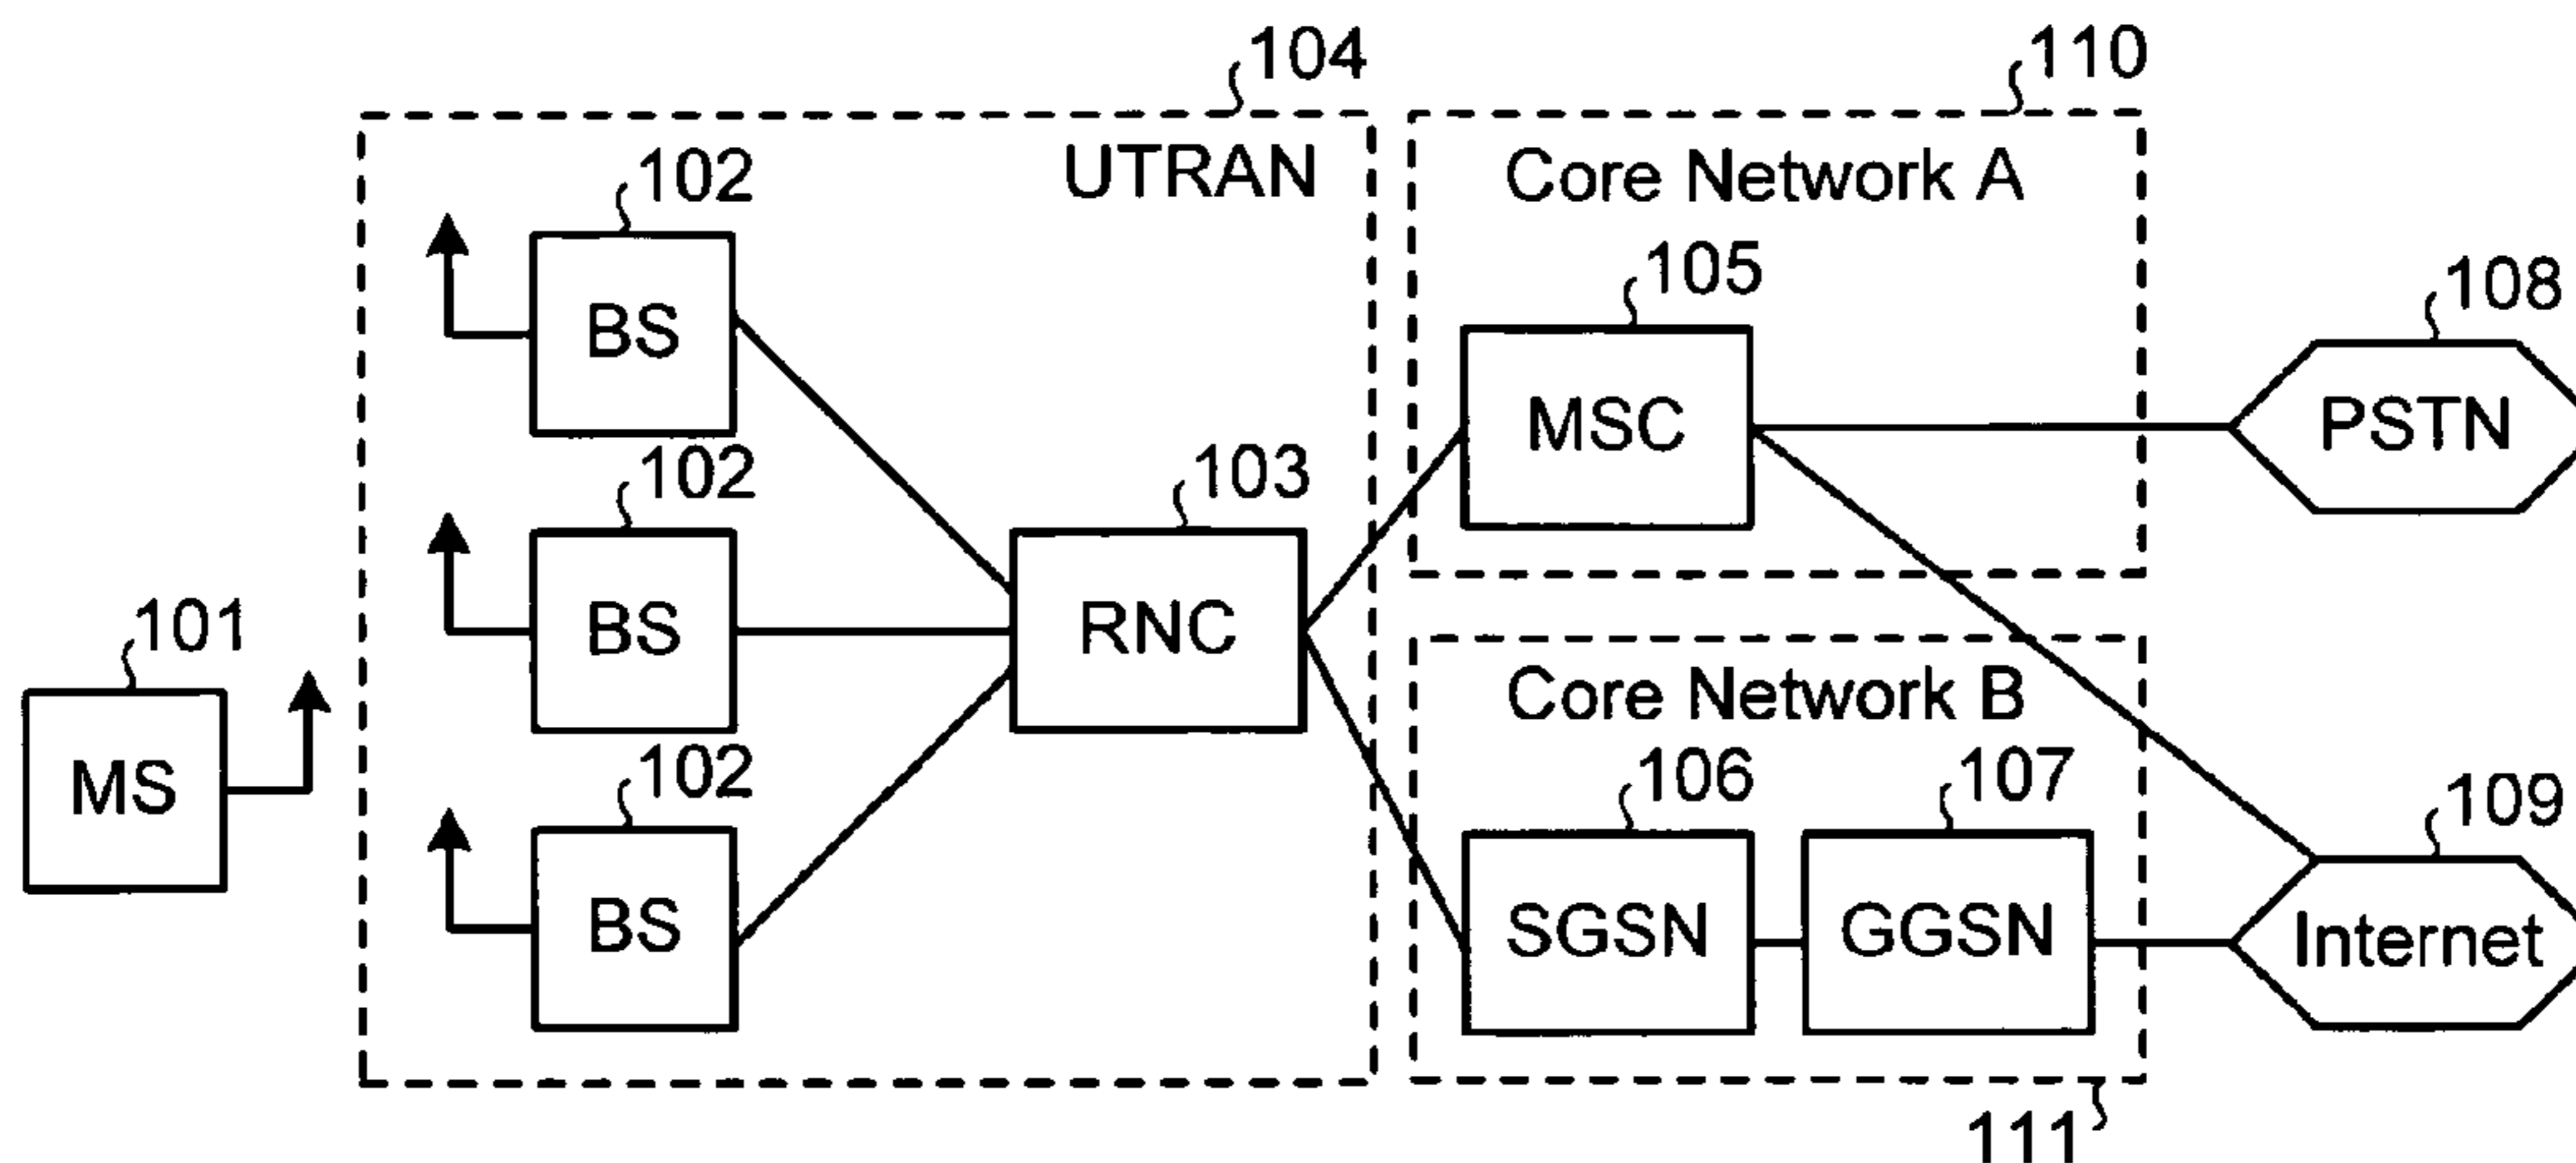 104
110
UTRAN
Core Network A
102
BS
105
MSC
108
PSTN
102
BS
103
RNC
101
MS
Core Network B
102
BS
106
SGSN
107
GGSN
109
Internet
111